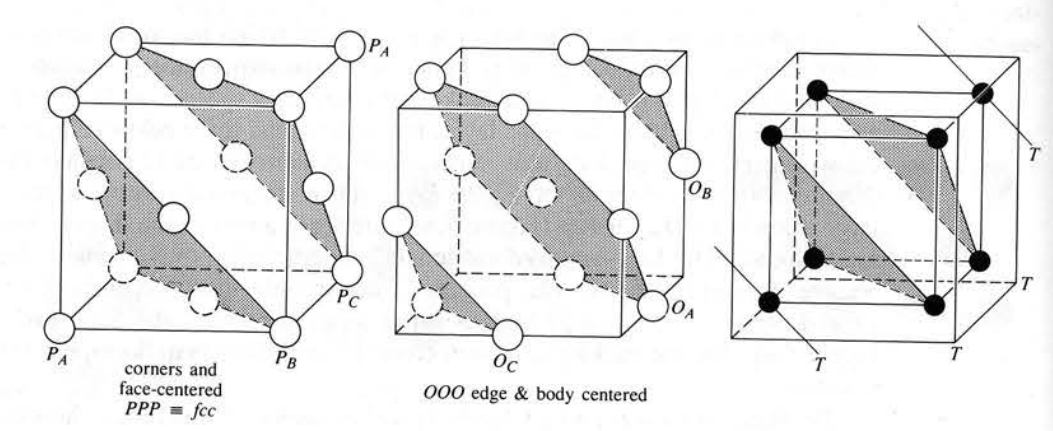 P_A
P_C
P_A
P_B
corners and
face-centered
PPP ≡ fcc
O_B
O_A
O_C
OOO edge & body centered
T
T
T
T